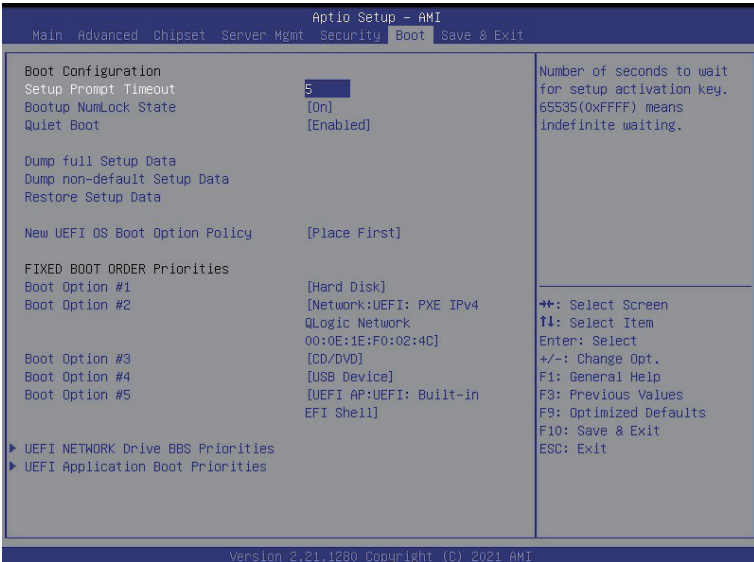 Aptio Setup – AMI
Main Advanced Chipset Server Mgmt Security Boot Save & Exit
Boot Configuration
Setup Prompt Timeout 5
Bootup NumLock State [On]
Quiet Boot [Enabled]
Dump full Setup Data
Dump non-default Setup Data
Restore Setup Data
New UEFI OS Boot Option Policy [Place First]
FIXED BOOT ORDER Priorities
Boot Option #1 [Hard Disk]
Boot Option #2 [Network:UEFI: PXE IPv4
QLogic Network
00:0E:1E:F0:02:4C]
Boot Option #3 [CD/DVD]
Boot Option #4 [USB Device]
Boot Option #5 [UEFI AP:UEFI: Built-in
EFI Shell]
UEFI NETWORK Drive BBS Priorities
UEFI Application Boot Priorities
Number of seconds to wait
for setup activation key.
65535(0xFFFF) means
indefinite waiting.
→←: Select Screen
↑↓: Select Item
Enter: Select
+/-: Change Opt.
F1: General Help
F3: Previous Values
F9: Optimized Defaults
F10: Save & Exit
ESC: Exit
Version 2.21.1280 Copyright (C) 2021 AMI